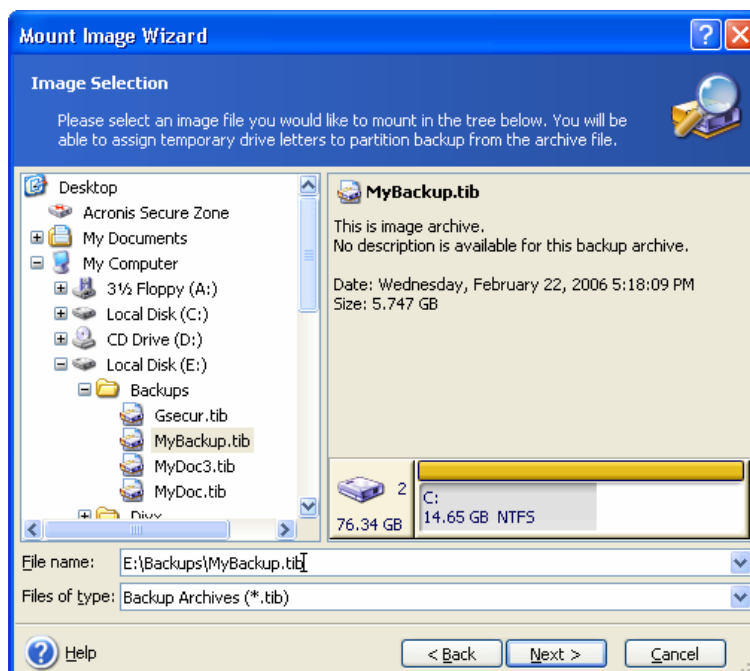 Mount Image Wizard
Image Selection
Please select an image file you would like to mount in the tree below. You will be
able to assign temporary drive letters to partition backup from the archive file.
Desktop
Acronis Secure Zone
My Documents
My Computer
3½ Floppy (A:)
Local Disk (C:)
CD Drive (D:)
Local Disk (E:)
Backups
Gsecur.tib
MyBackup.tib
MyDoc3.tib
MyDoc.tib
Divx
MyBackup.tib
This is image archive.
No description is available for this backup archive.
Date: Wednesday, February 22, 2006 5:18:09 PM
Size: 5.747 GB
2
76.34 GB
C:
14.65 GB NTFS
File name: E:\Backups\MyBackup.tib
Files of type: Backup Archives (*.tib)
Help
< Back
Next >
Cancel